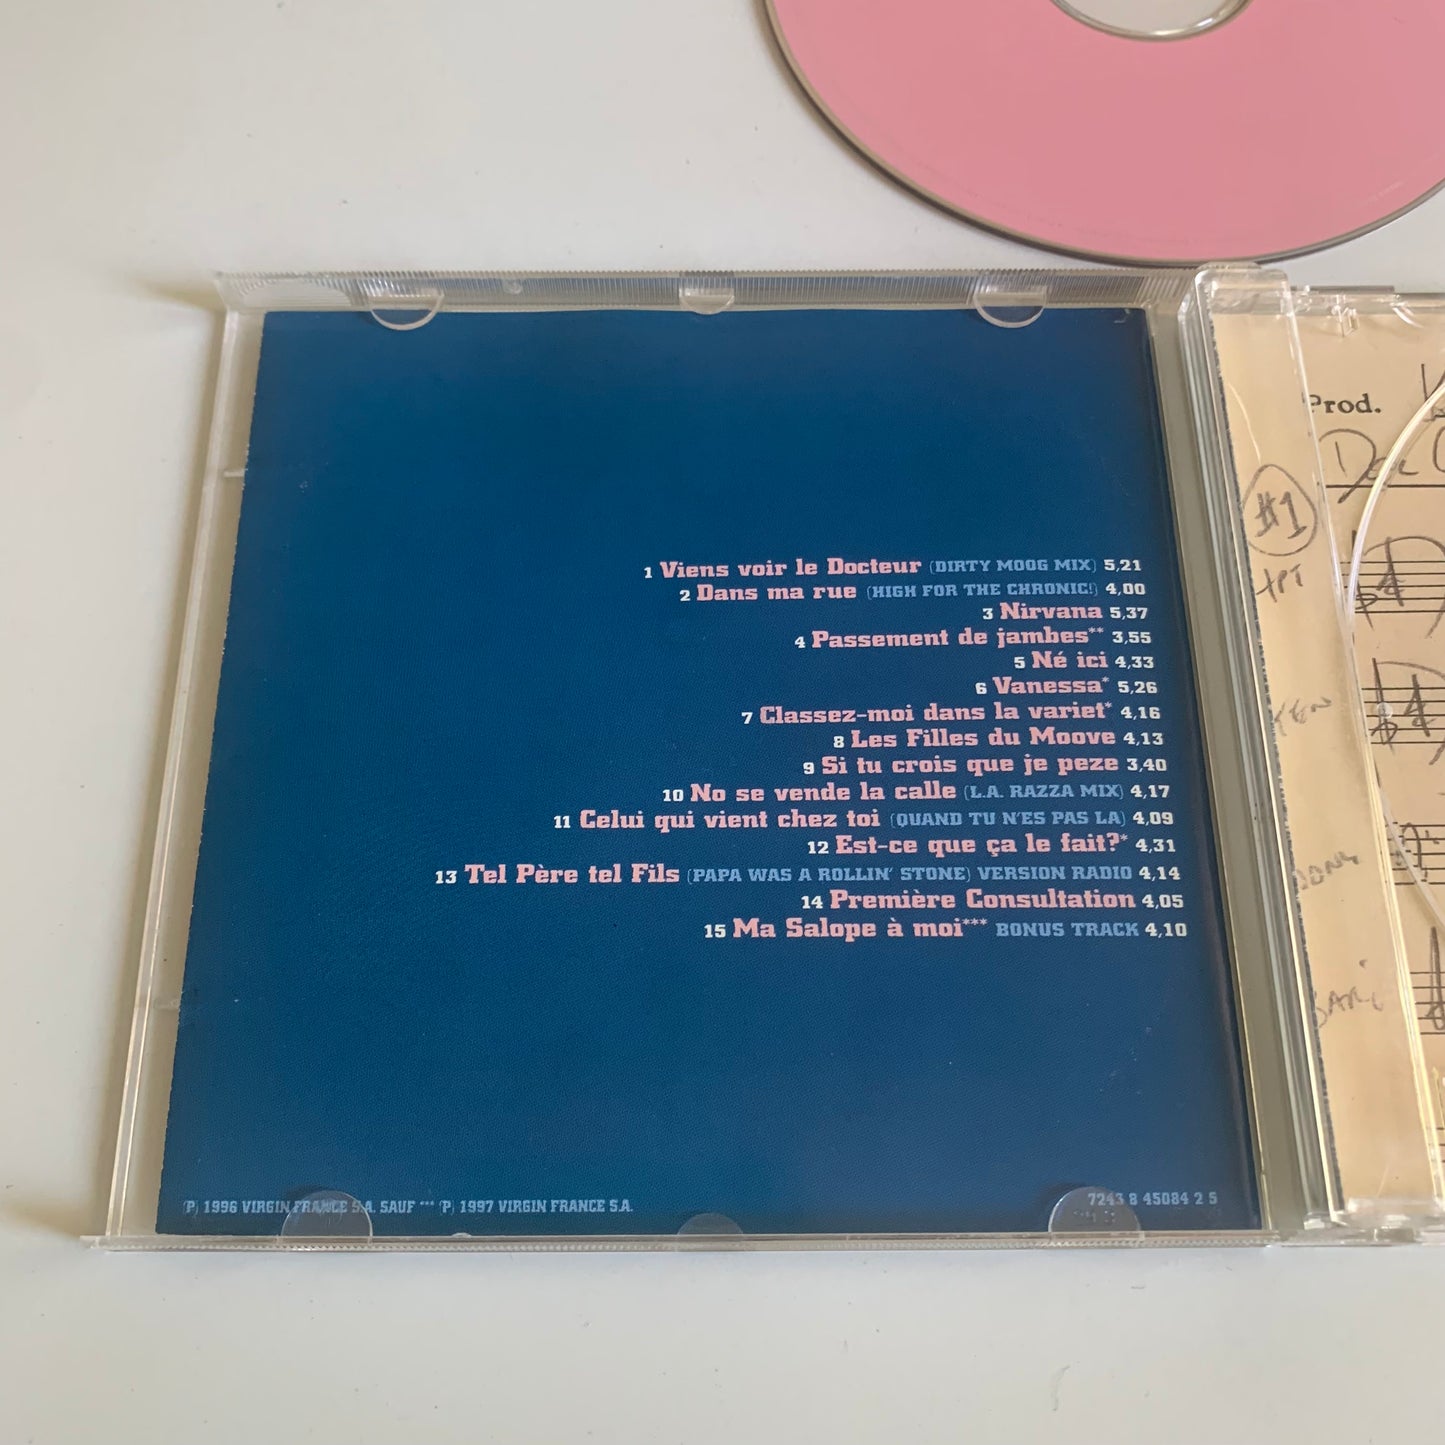 1 Viens voir le Docteur (DIRTY MOOG MIX) 5,21
2 Dans ma rue (HIGH FOR THE CHRONIC!) 4,00
3 Nirvana 5,37
4 Passement de jambes** 3,55
5 Né ici 4,33
6 Vanessa* 5,26
7 Classez-moi dans la variet* 4,16
8 Les Filles du Moove 4,13
9 Si tu crois que je peze 3,40
10 No se vende la calle (L.A. RAZZA MIX) 4,17
11 Celui qui vient chez toi (QUAND TU N'ES PAS LA) 4,09
12 Est-ce que ça le fait?* 4,31
13 Tel Père tel Fils (PAPA WAS A ROLLIN' STONE) VERSION RADIO 4,14
14 Première Consultation 4,05
15 Ma Salope à moi*** BONUS TRACK 4,10
(P) 1996 VIRGIN FRANCE S.A. SAUF *** (P) 1997 VIRGIN FRANCE S.A.
7243 8 45084 2 5
Prod.
#1
TPT
TEN
BARI